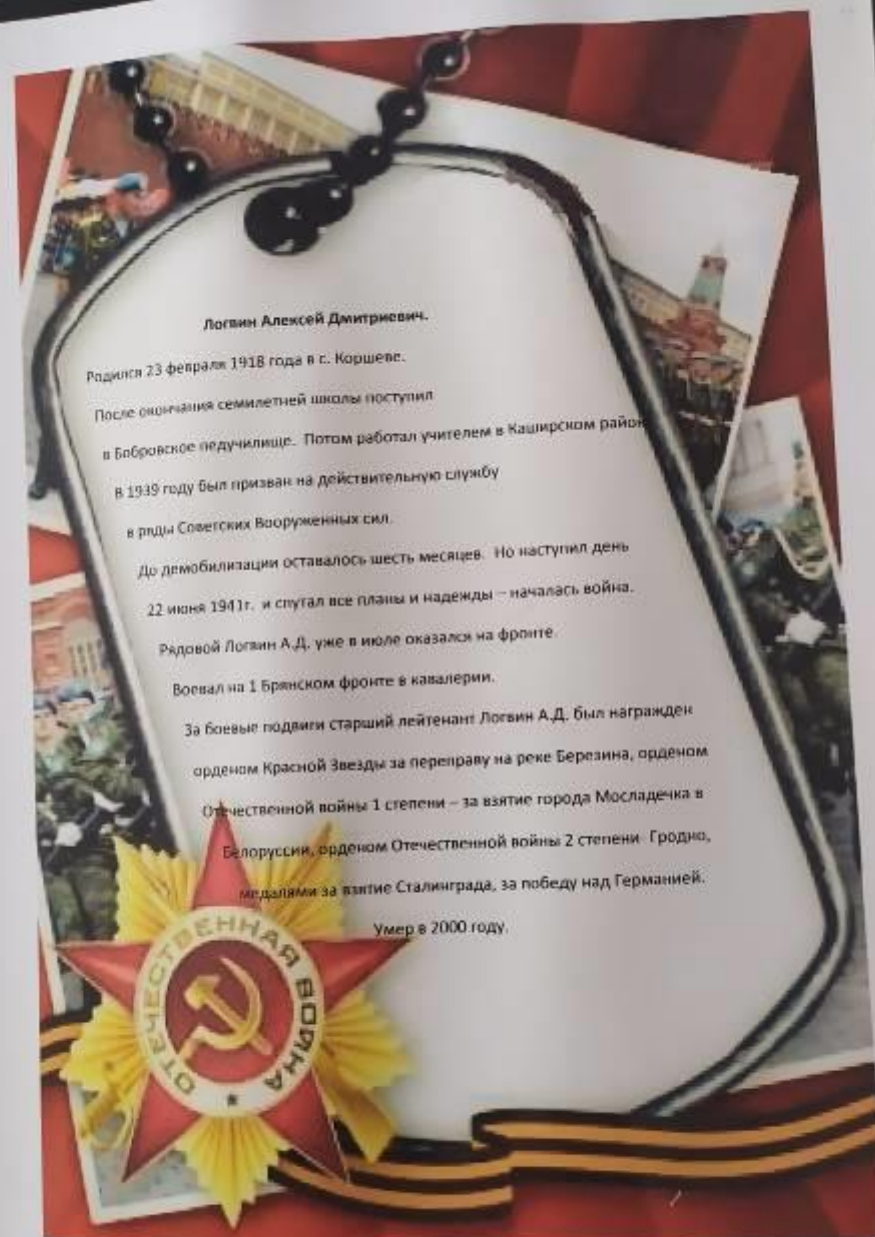 Логвин Алексей Дмитриевич.
Родился 23 февраля 1918 года в с. Коршеве.
После окончания семилетней школы поступил
в Бобровское педучилище. Потом работал учителем в Каширском район
В 1939 году был призван на действительную службу
в ряды Советских Вооруженных сил.
До демобилизации оставалось шесть месяцев. Но наступил день
22 июня 1941г. и спутал все планы и надежды – началась война.
Рядовой Логвин А.Д. уже в июле оказался на фронте.
Воевал на 1 Брянском фронте в кавалерии.
За боевые подвиги старший лейтенант Логвин А.Д. был награжден
орденом Красной Звезды за переправу на реке Березина, орденом
Отечественной войны 1 степени – за взятие города Мосладечка в
Белоруссии, орденом Отечественной войны 2 степени Гродно,
медалями за взятие Сталинграда, за победу над Германией.
Умер в 2000 году.
ОТЕЧЕСТВЕННАЯ ВОЙНА